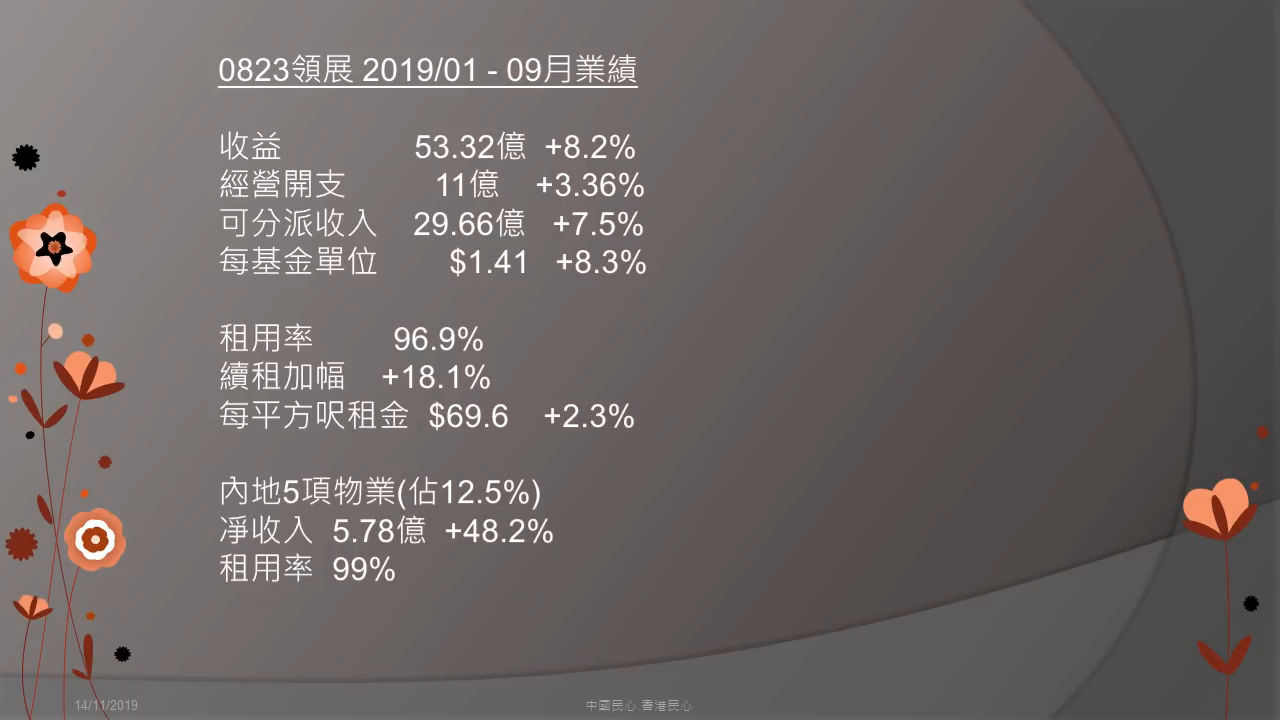 0823領展 2019/01 - 09月業績
收益 53.32億 +8.2%
經營開支 11億 +3.36%
可分派收入 29.66億 +7.5%
每基金單位 $1.41 +8.3%
租用率 96.9%
續租加幅 +18.1%
每平方呎租金 $69.6 +2.3%
內地5項物業(佔12.5%)
凈收入 5.78億 +48.2%
租用率 99%
14/11/2019 中國民心.香港民心